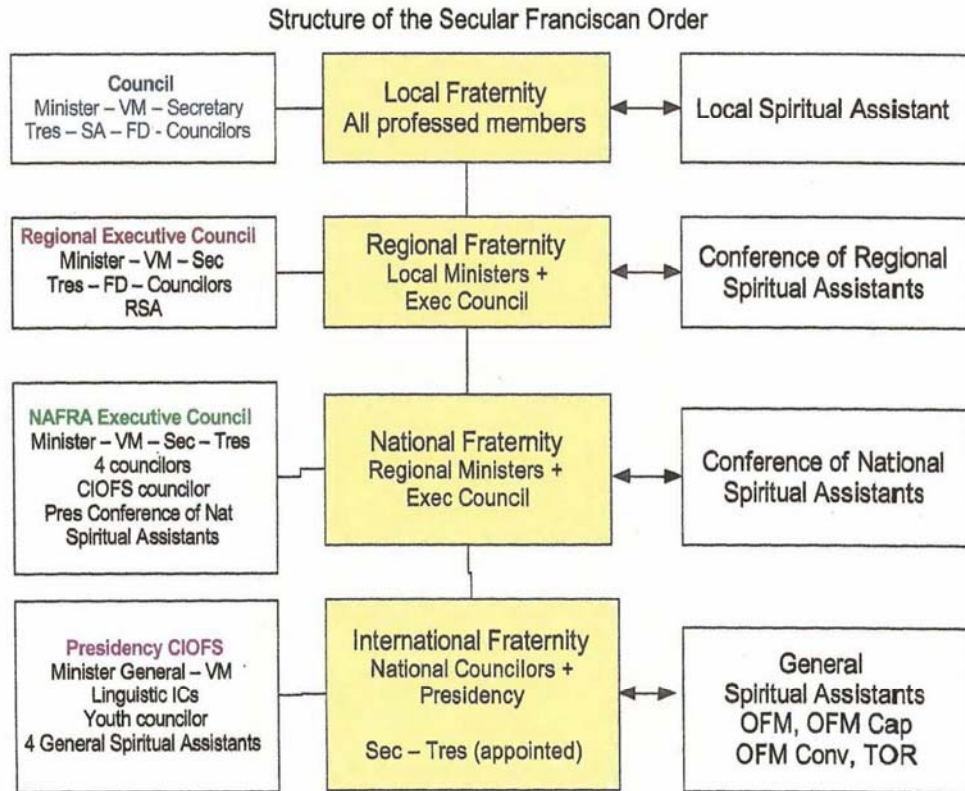 Structure of the Secular Franciscan Order
Council
Minister – VM – Secretary
Tres – SA – FD - Councilors
Local Fraternity
All professed members
Local Spiritual Assistant
Regional Executive Council
Minister – VM – Sec
Tres – FD – Councilors
RSA
Regional Fraternity
Local Ministers +
Exec Council
Conference of Regional
Spiritual Assistants
NAFRA Executive Council
Minister – VM – Sec – Tres
4 councilors
CIOFS councilor
Pres Conference of Nat
Spiritual Assistants
National Fraternity
Regional Ministers +
Exec Council
Conference of National
Spiritual Assistants
Presidency CIOFS
Minister General – VM
Linguistic ICs
Youth councilor
4 General Spiritual Assistants
International Fraternity
National Councilors +
Presidency
Sec – Tres (appointed)
General
Spiritual Assistants
OFM, OFM Cap
OFM Conv, TOR